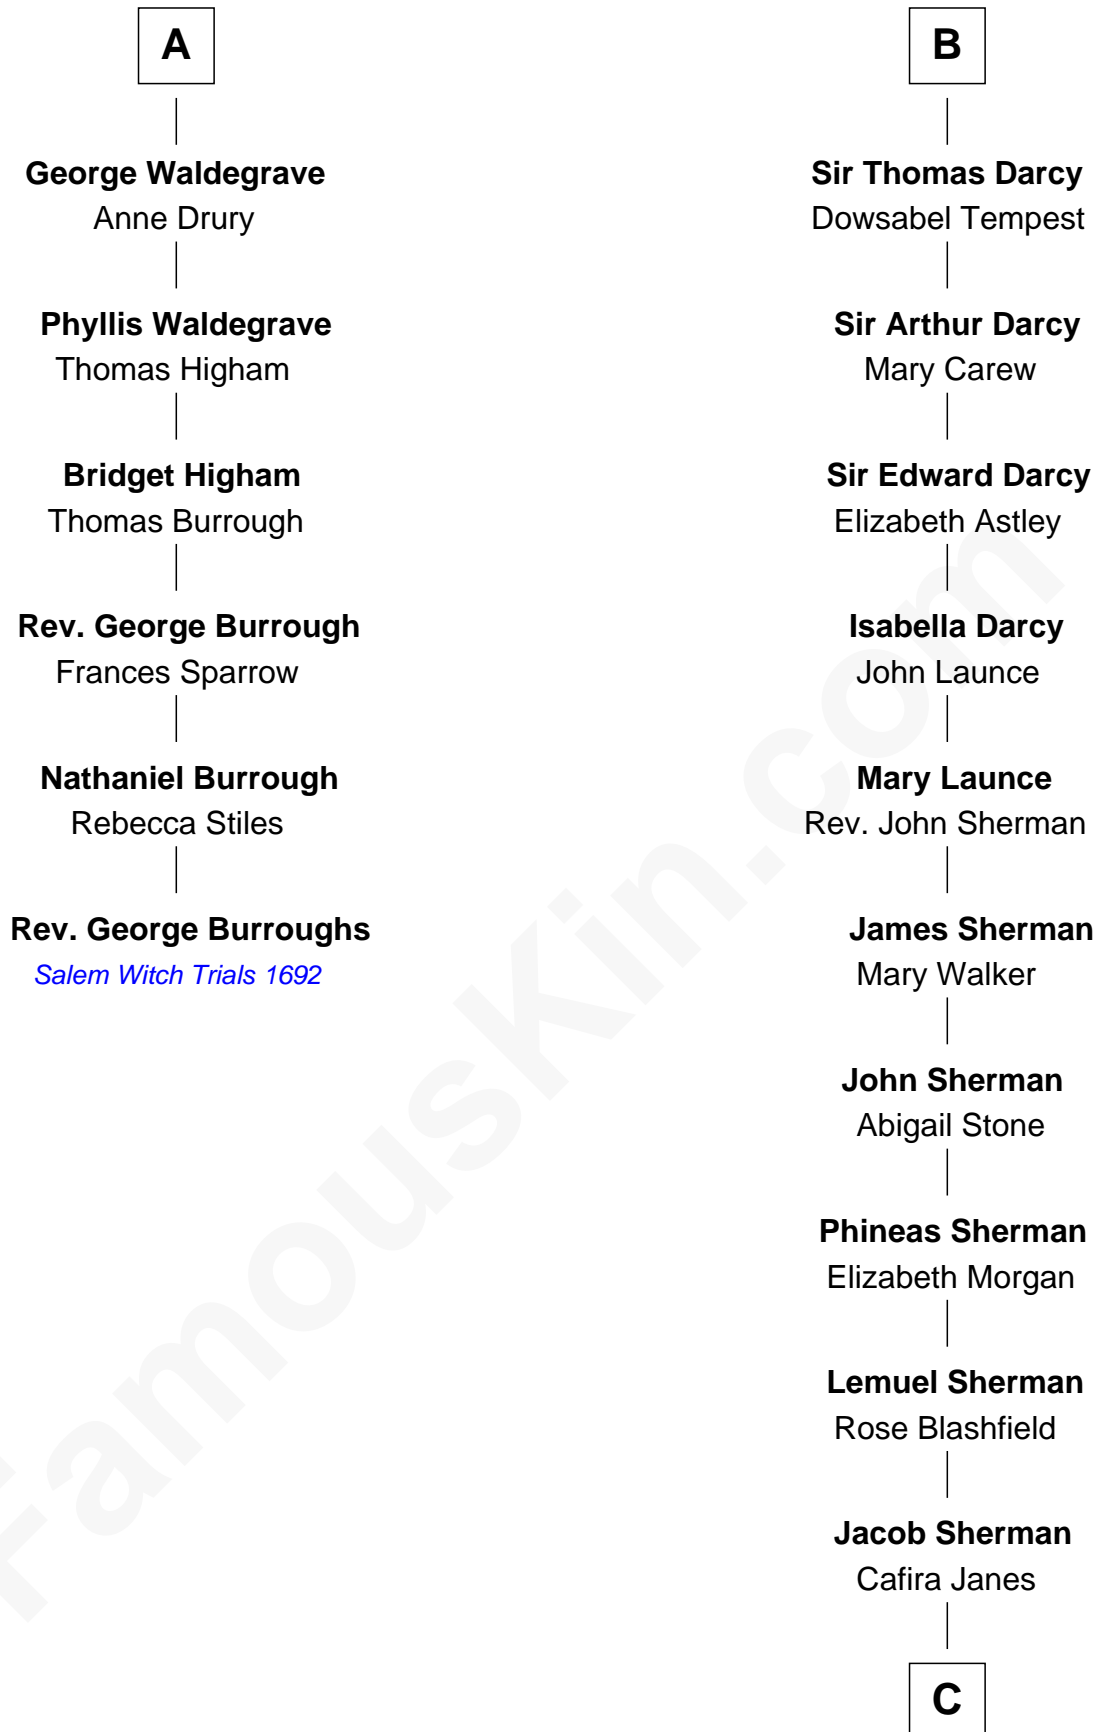 A
George Waldegrave
Anne Drury
Phyllis Waldegrave
Thomas Higham
Bridget Higham
Thomas Burrough
Rev. George Burrough
Frances Sparrow
Nathaniel Burrough
Rebecca Stiles
Rev. George Burroughs
Salem Witch Trials 1692
B
Sir Thomas Darcy
Dowsabel Tempest
Sir Arthur Darcy
Mary Carew
Sir Edward Darcy
Elizabeth Astley
Isabella Darcy
John Launce
Mary Launce
Rev. John Sherman
James Sherman
Mary Walker
John Sherman
Abigail Stone
Phineas Sherman
Elizabeth Morgan
Lemuel Sherman
Rose Blashfield
Jacob Sherman
Cafira Janes
C
FamousKin.com